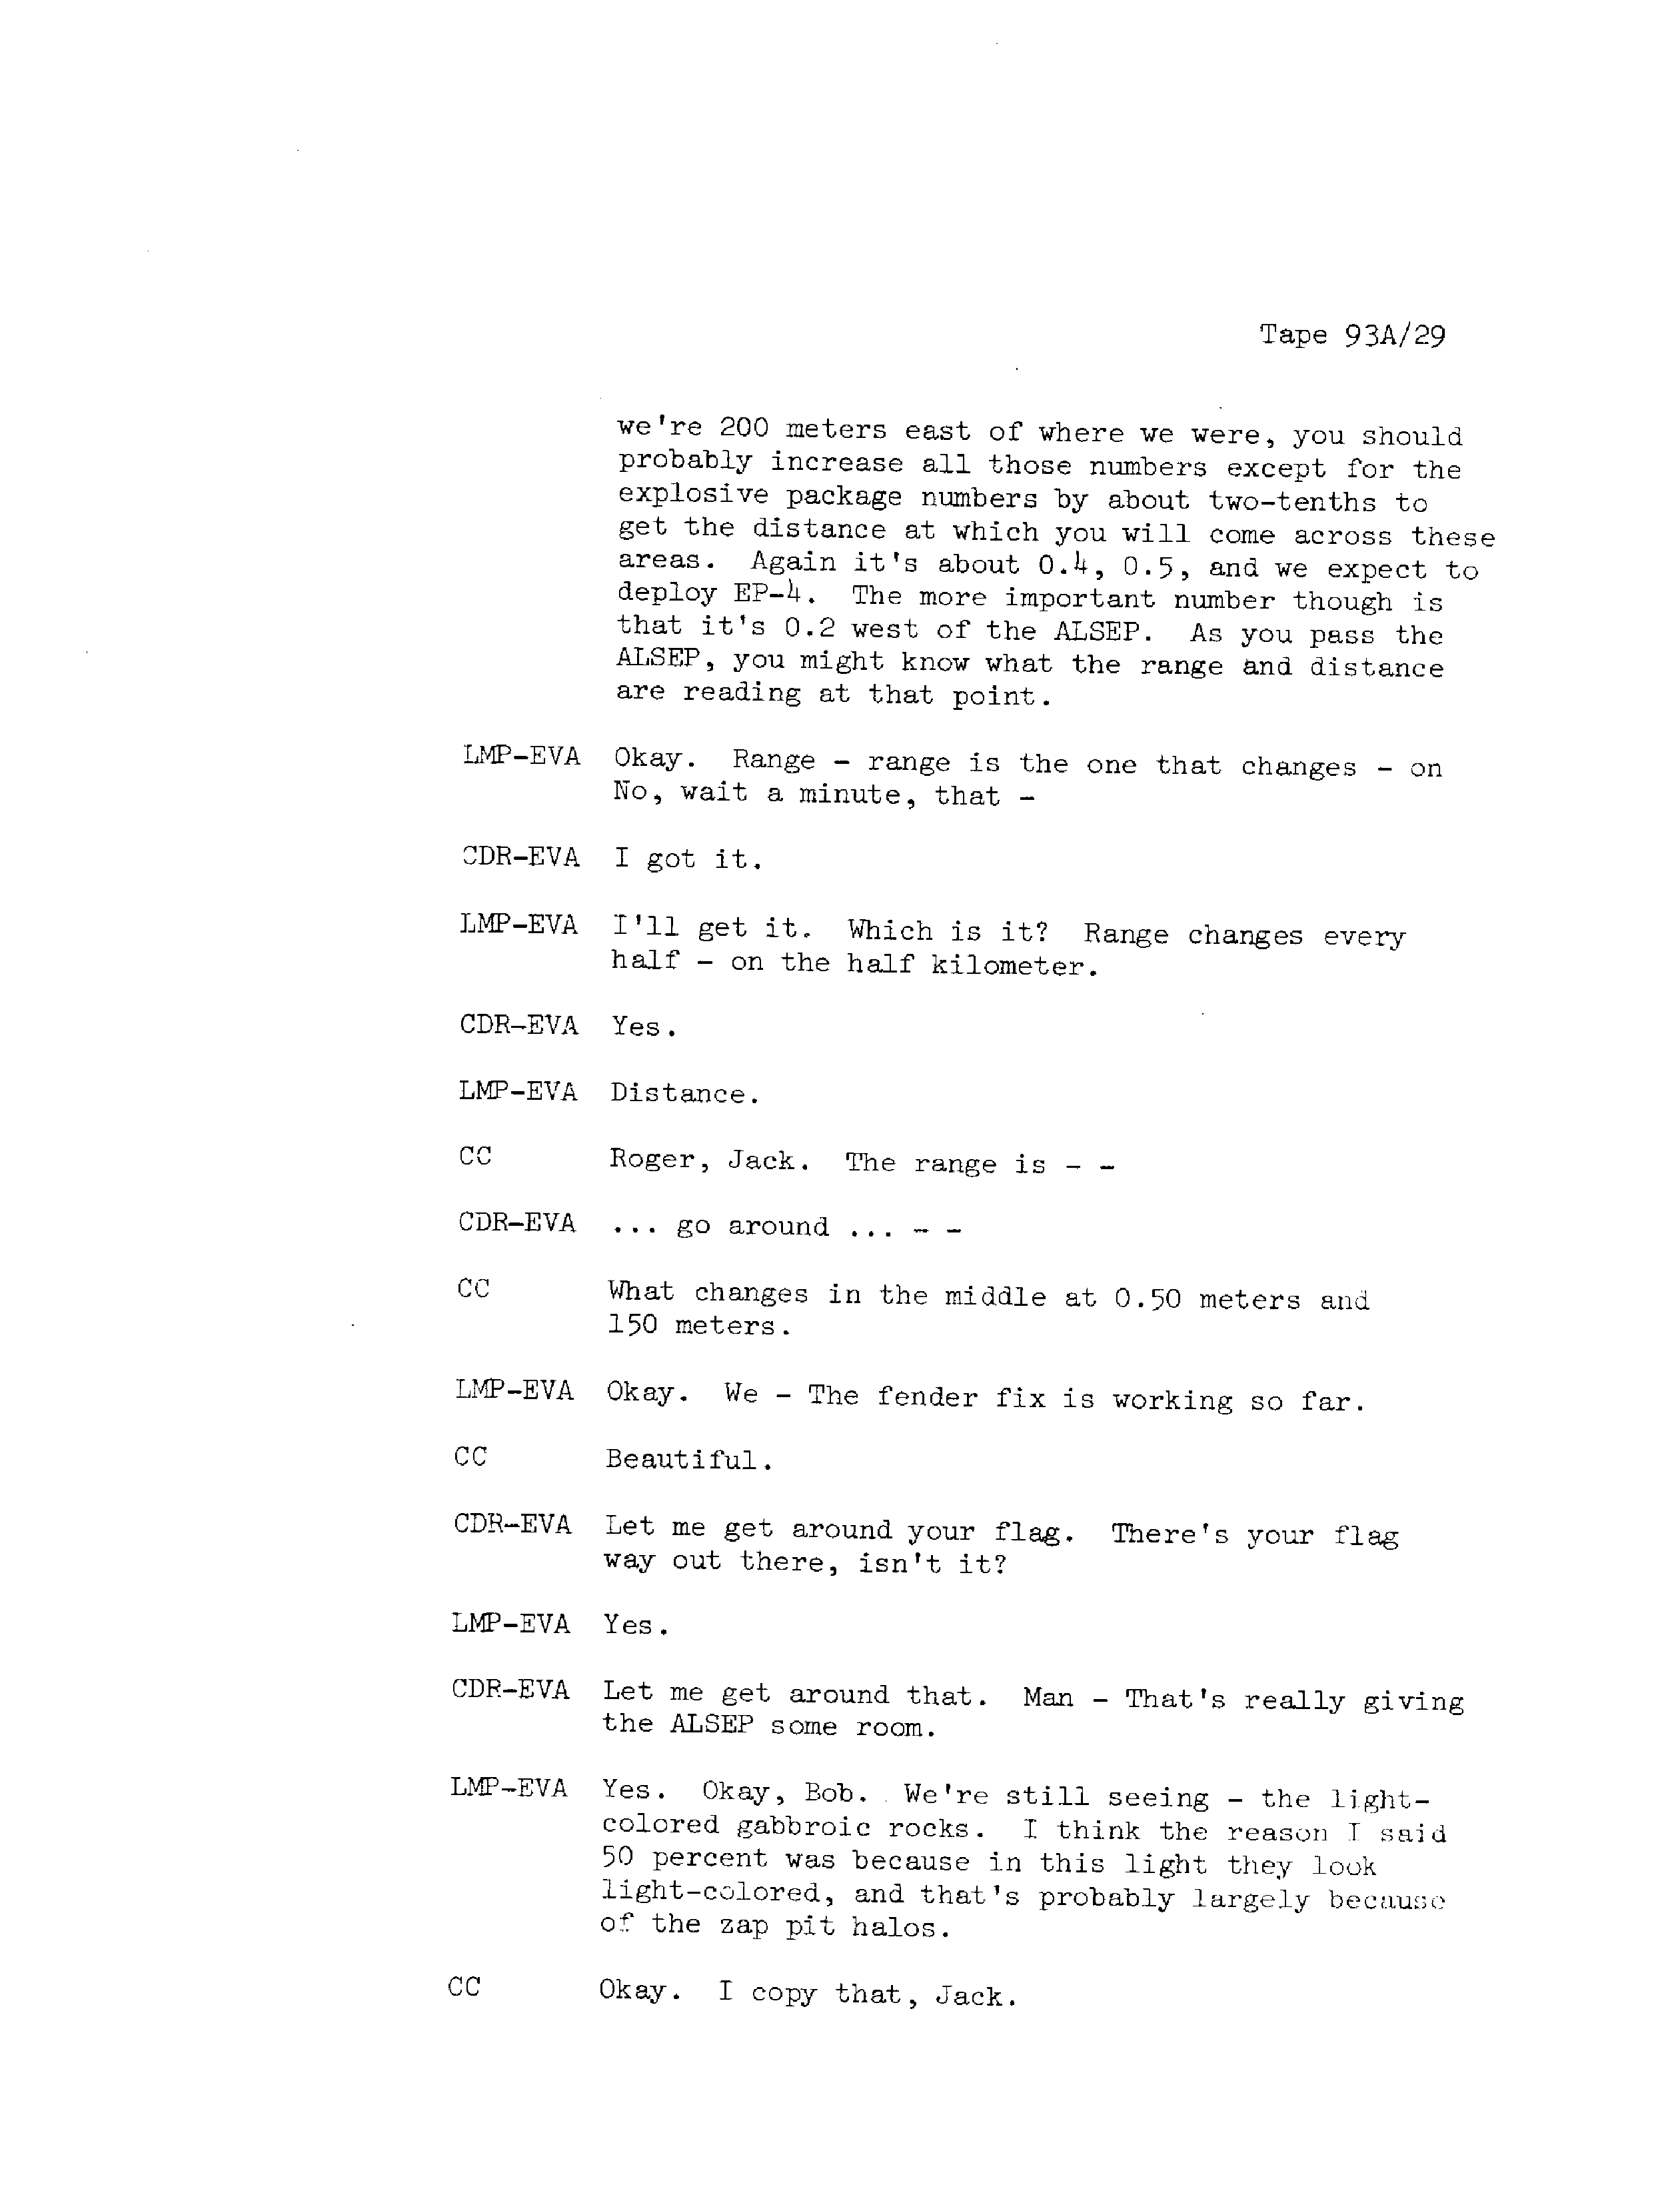 Tape 93A/29
we're 200 meters east of where we were, you should
probably increase all those numbers except for the
explosive package numbers by about two-tenths to
get the distance at which you will come across these
areas. Again it's about 0.4, 0.5, and we expect to
deploy EP-4. The more important number though is
that it's 0.2 west of the ALSEP. As you pass the
ALSEP, you might know what the range and distance
are reading at that point.
LMP-EVA Okay. Range - range is the one that changes - on
No, wait a minute, that -
CDR-EVA I got it.
LMP-EVA I'll get it. Which is it? Range changes every
half - on the half kilometer.
CDR-EVA Yes.
LMP-EVA Distance.
CC Roger, Jack. The range is - -
CDR-EVA ... go around ... - -
CC What changes in the middle at 0.50 meters and
150 meters.
LMP-EVA Okay. We - The fender fix is working so far.
CC Beautiful.
CDR-EVA Let me get around your flag. There's your flag
way out there, isn't it?
LMP-EVA Yes.
CDR-EVA Let me get around that. Man - That's really giving
the ALSEP some room.
LMP-EVA Yes. Okay, Bob. We're still seeing - the light-
colored gabbroic rocks. I think the reason I said
50 percent was because in this light they look
light-colored, and that's probably largely because
of the zap pit halos.
CC Okay. I copy that, Jack.